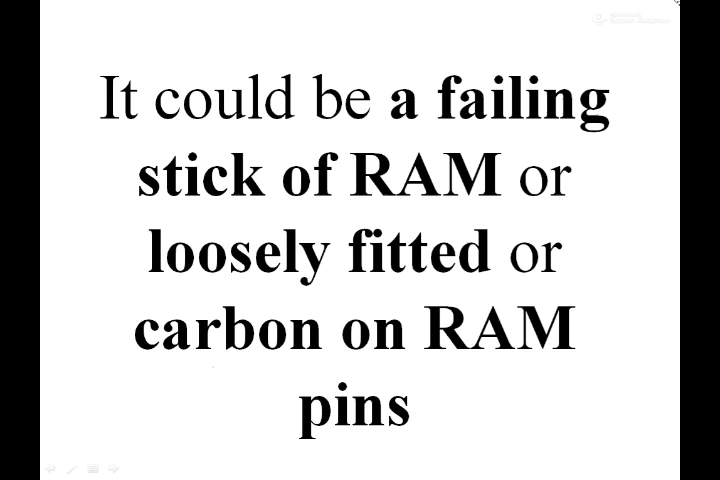 It could be a failing
stick of RAM or
loosely fitted or
carbon on RAM
pins